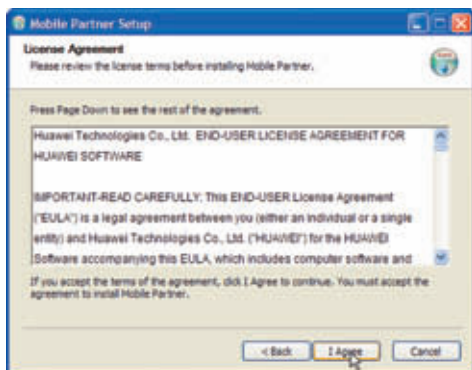 Mobile Partner Setup
License Agreement
Please review the license terms before installing Mobile Partner.
Press Page Down to see the rest of the agreement.
Huawei Technologies Co., Ltd. END-USER LICENSE AGREEMENT FOR
HUAWEI SOFTWARE
IMPORTANT-READ CAREFULLY: This END-USER License Agreement
("EULA") is a legal agreement between you (either an individual or a single
entity) and Huawei Technologies Co., Ltd. ("HUAWEI") for the HUAWEI
Software accompanying this EULA, which includes computer software and
If you accept the terms of the agreement, click I Agree to continue. You must accept the
agreement to install Mobile Partner.
< Back I Agree Cancel